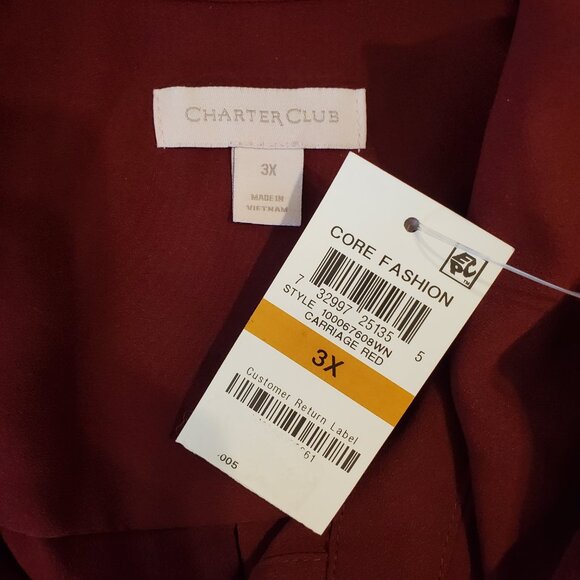 CHARTER CLUB
3X
MADE IN
VIETNAM
CORE FASHION
7 32997 25135 5
STYLE 100067608WN
CARRIAGE RED
3X
Customer Return Label